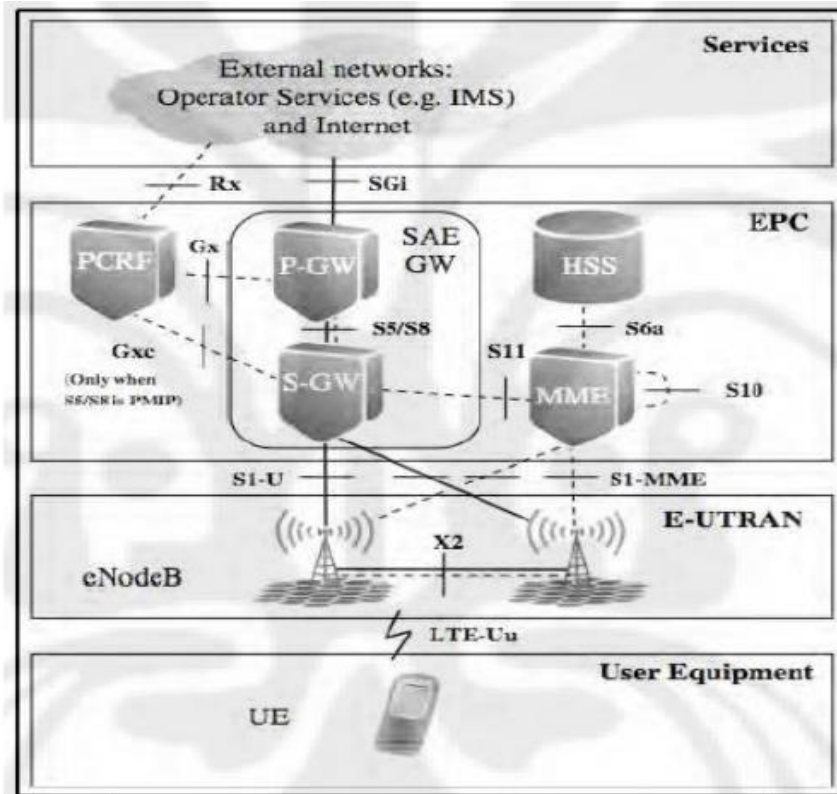 Services
External networks:
Operator Services (e.g. IMS)
and Internet
Rx
SGi
EPC
PCRF
Gx
P-GW
SAE
GW
HSS
S5/S8
S6a
Gxc
(Only when
S5/S8 is PMIP)
S-GW
S11
MME
S10
S1-U
S1-MME
E-UTRAN
X2
eNodeB
LTE-Uu
User Equipment
UE